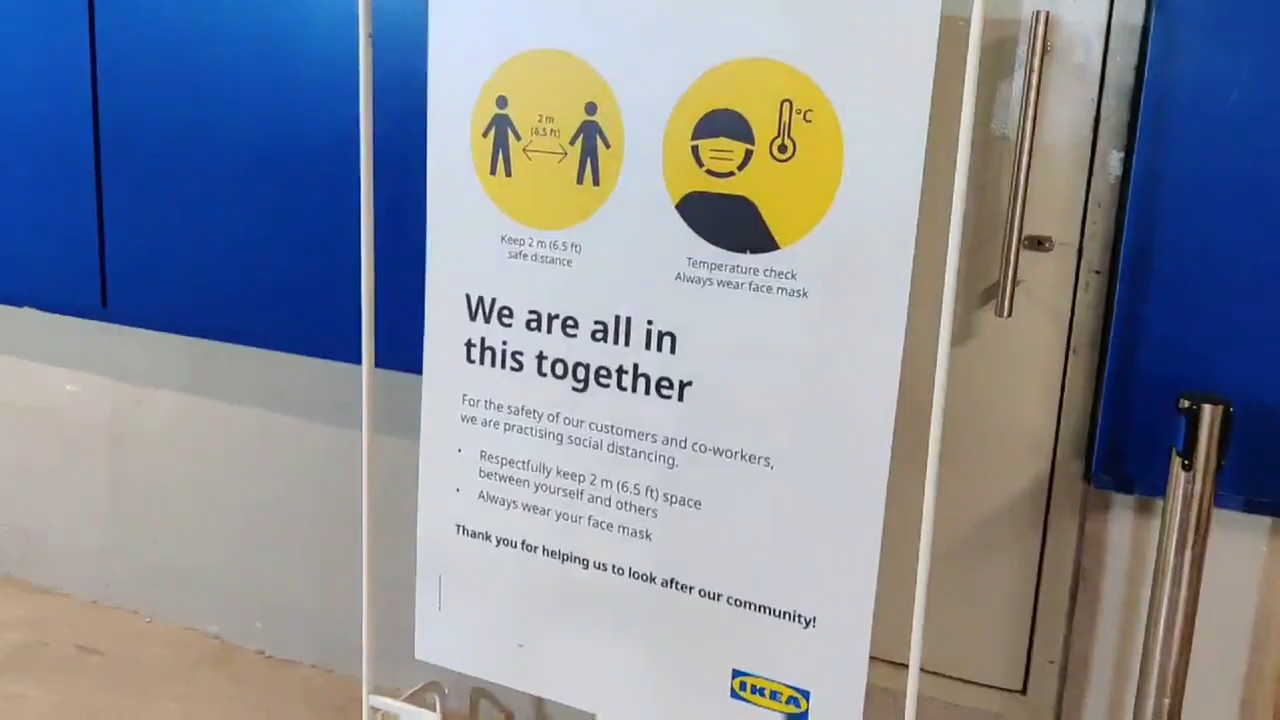 2 m
(6.5 ft)
°C
Keep 2 m (6.5 ft)
safe distance
Temperature check
Always wear face mask
We are all in
this together
For the safety of our customers and co-workers,
we are practising social distancing.
• Respectfully keep 2 m (6.5 ft) space
between yourself and others
• Always wear your face mask
Thank you for helping us to look after our community!
IKEA